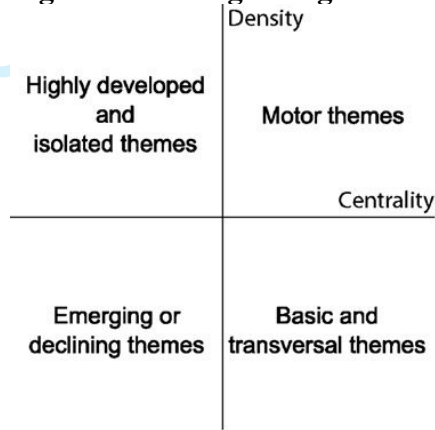 Density
Highly developed
and
isolated themes
Motor themes
Centrality
Emerging or
declining themes
Basic and
transversal themes